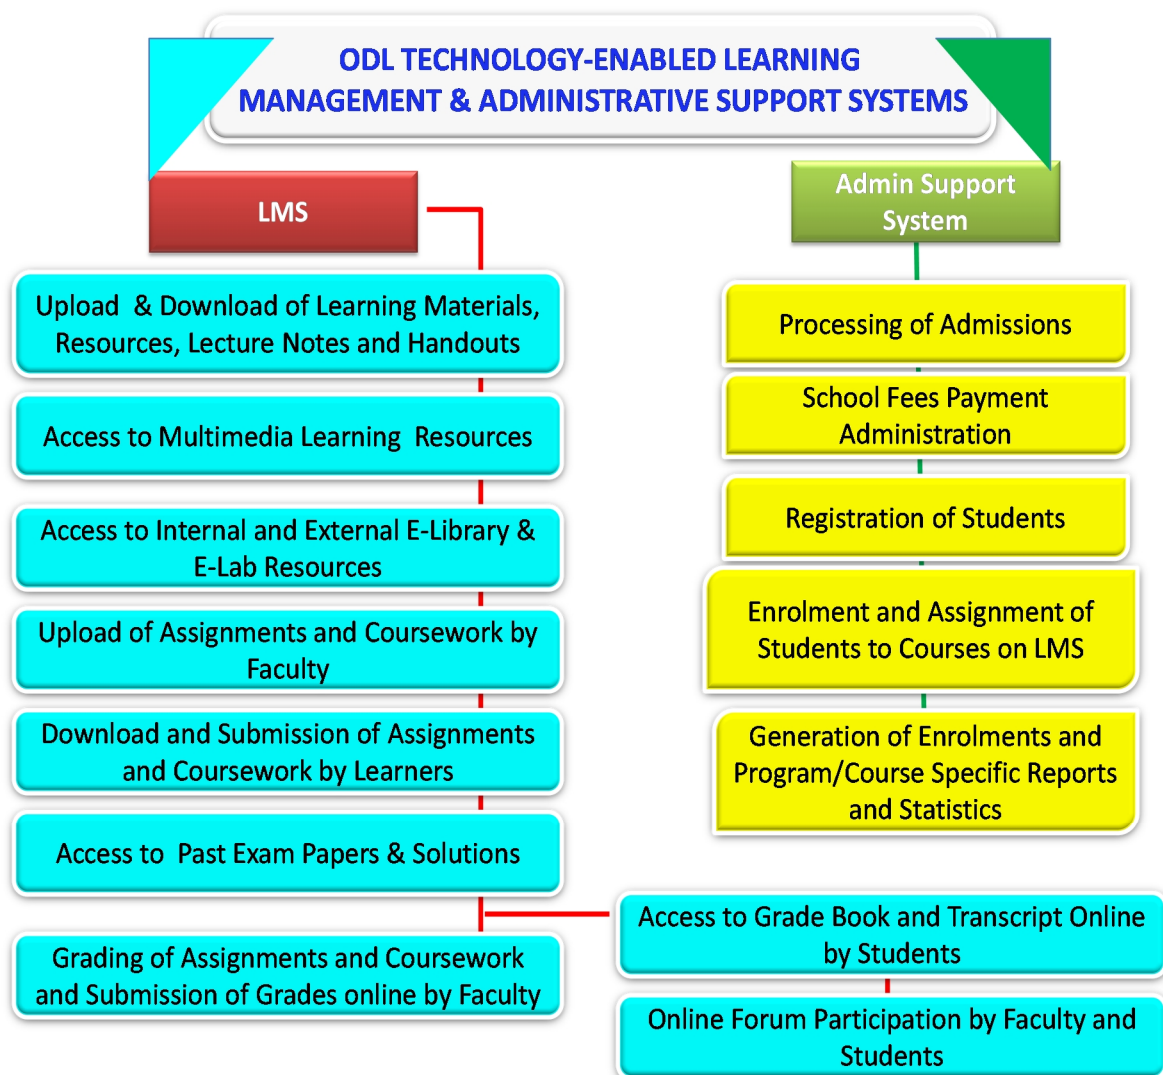 ODL TECHNOLOGY-ENABLED LEARNING
MANAGEMENT & ADMINISTRATIVE SUPPORT SYSTEMS
LMS
Upload & Download of Learning Materials,
Resources, Lecture Notes and Handouts
Access to Multimedia Learning Resources
Access to Internal and External E-Library &
E-Lab Resources
Upload of Assignments and Coursework by
Faculty
Download and Submission of Assignments
and Coursework by Learners
Access to Past Exam Papers & Solutions
Grading of Assignments and Coursework
and Submission of Grades online by Faculty
Access to Grade Book and Transcript Online
by Students
Online Forum Participation by Faculty and
Students
Admin Support
System
Processing of Admissions
School Fees Payment
Administration
Registration of Students
Enrolment and Assignment of
Students to Courses on LMS
Generation of Enrolments and
Program/Course Specific Reports
and Statistics